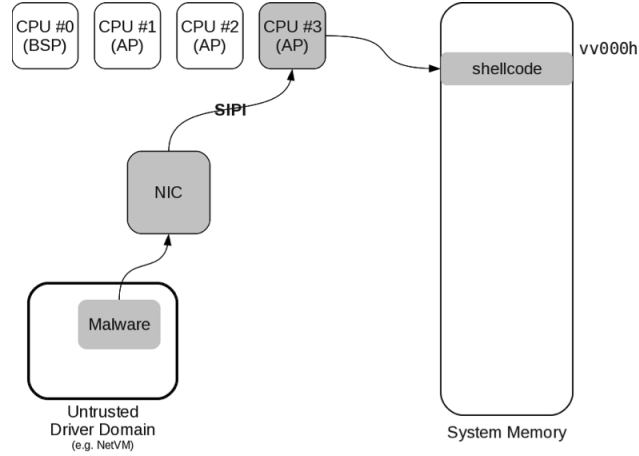 CPU #0
(BSP)
CPU #1
(AP)
CPU #2
(AP)
CPU #3
(AP)
vv000h
shellcode
SIPI
NIC
Malware
Untrusted
Driver Domain
(e.g. NetVM)
System Memory